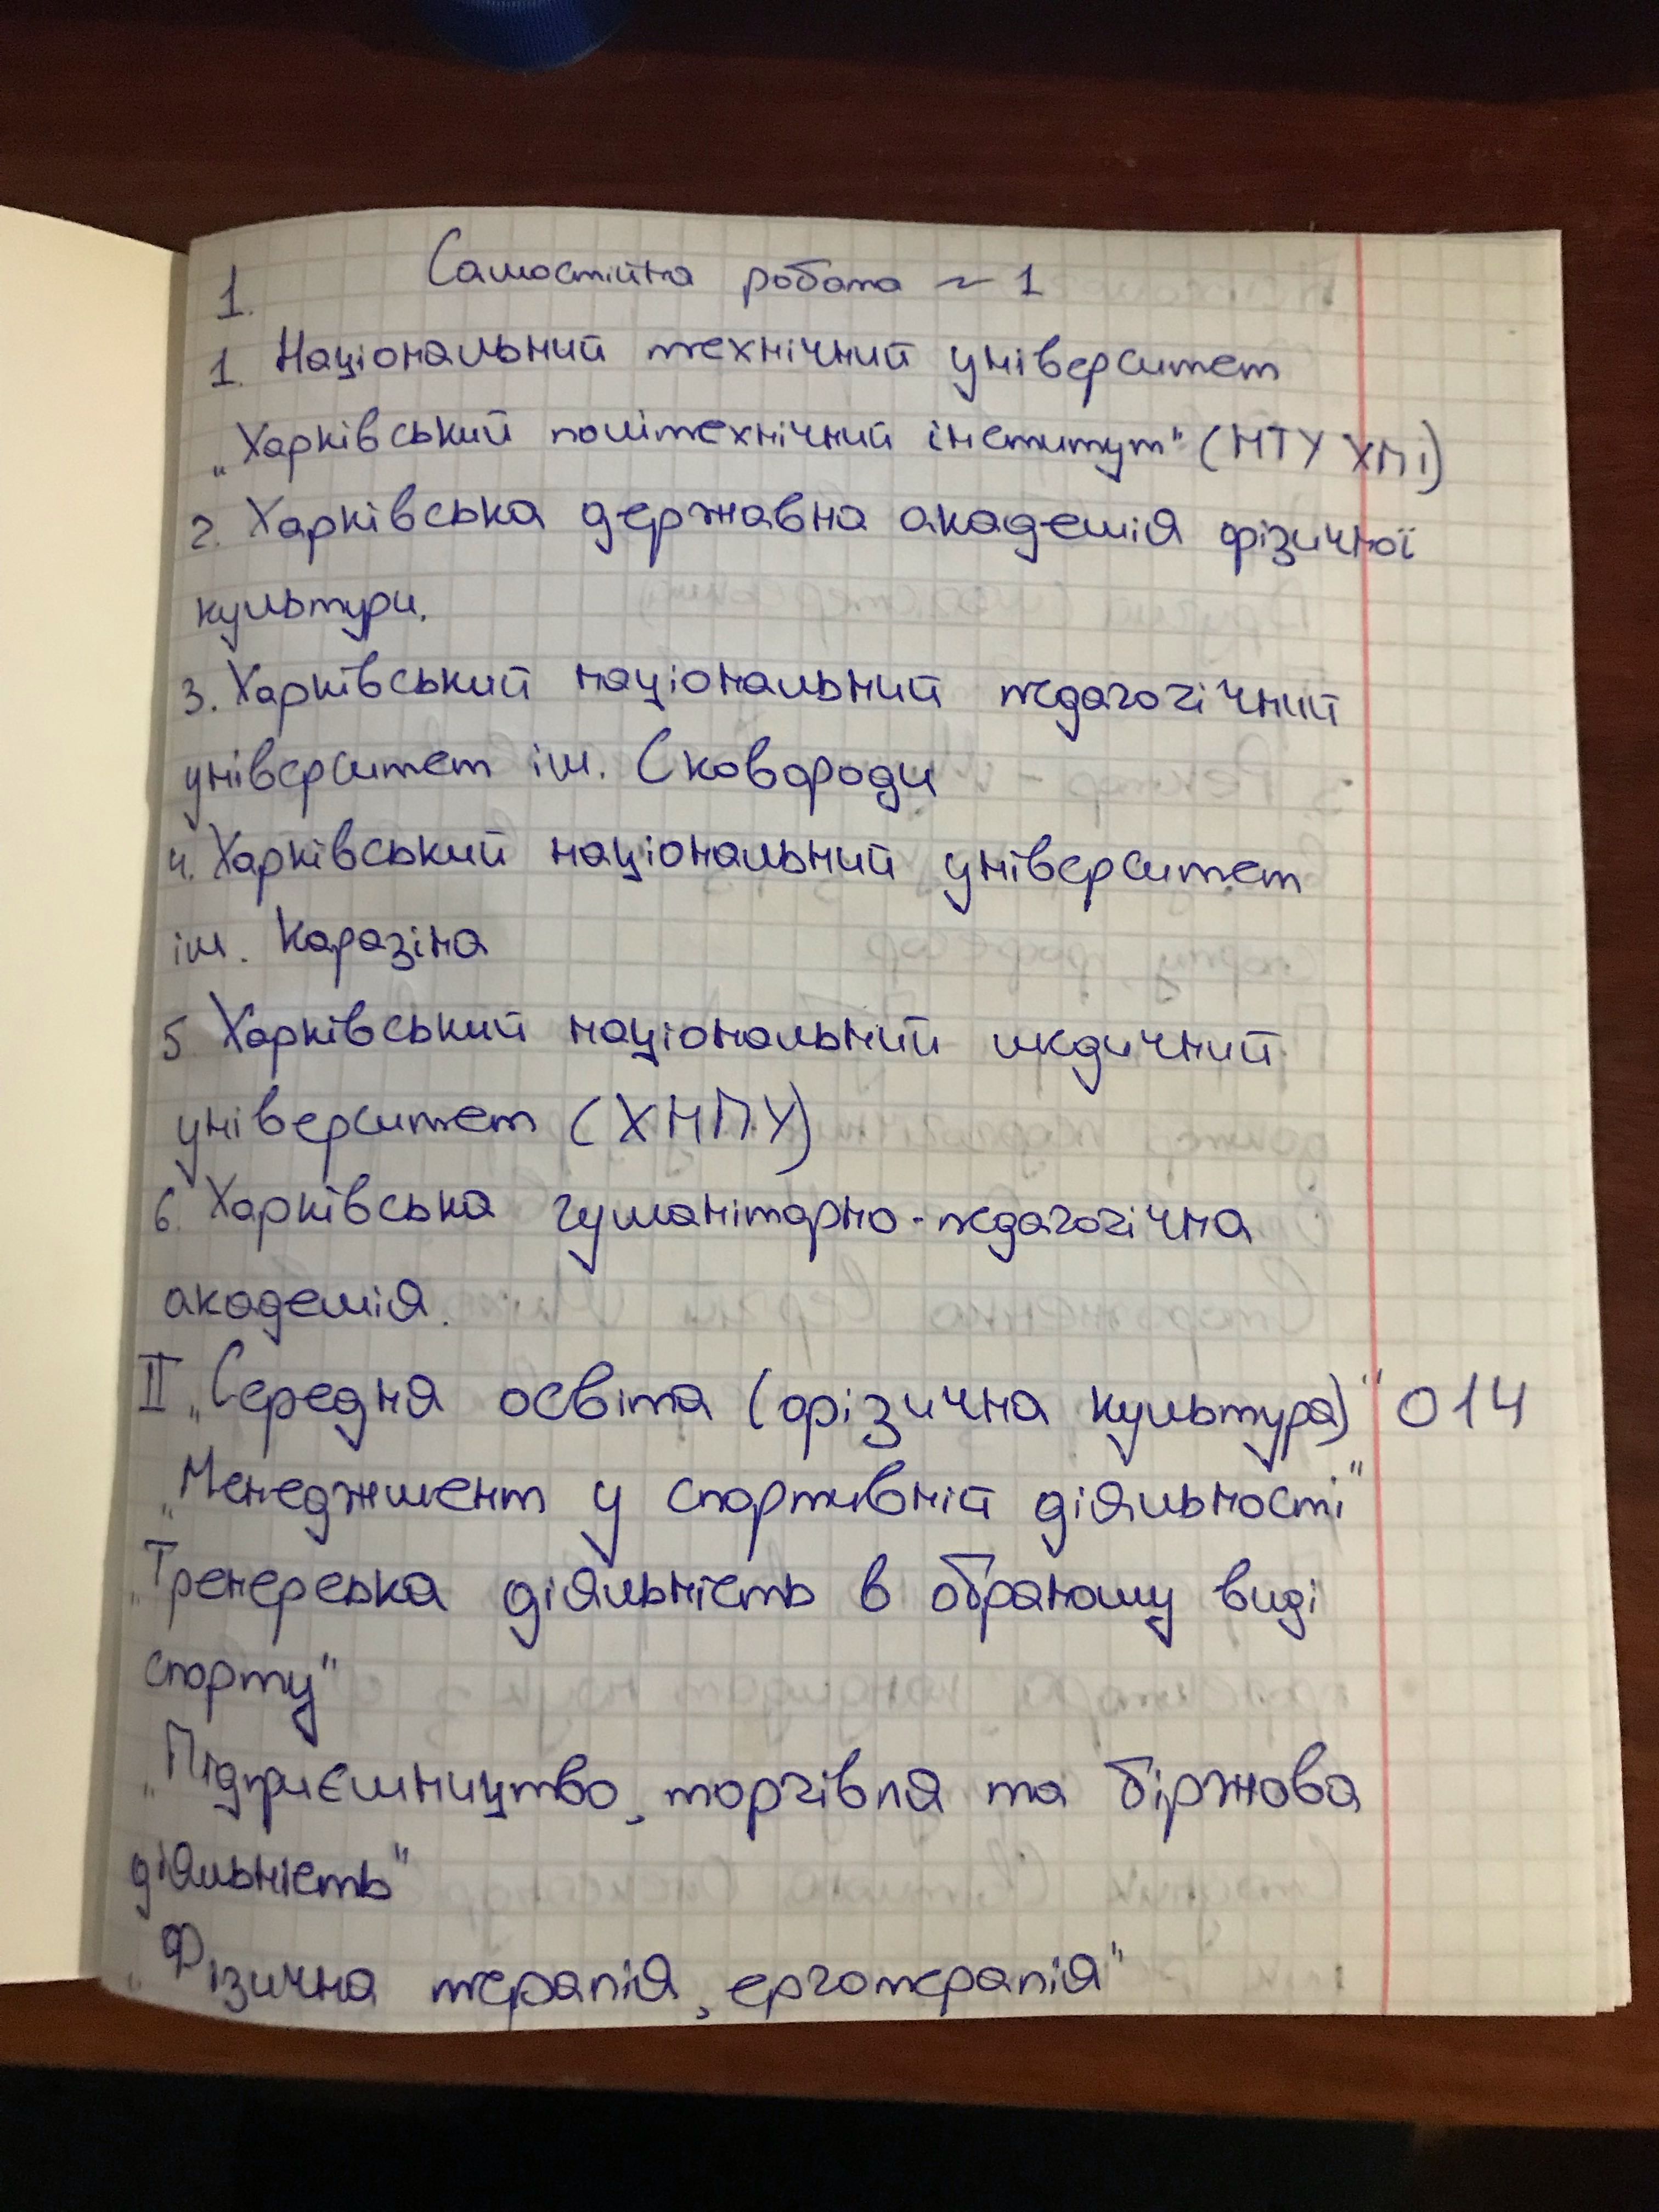 Самостійна робота ~ 1
1.
1. Національний технічний університет
„Харківський політехнічний інститут" (НТУ ХПІ)
2. Харківська державна академія фізичної
культури.
3. Харківський національний педагогічний
університет ім. Сковороди
4. Харківський національний університет
ім. Каразіна
5 Харківський національний медичний
університет (ХНПУ)
6. Харківська гуманітарно-педагогічна
академія.
II „Середня освіта (фізична культура)" 014
„Менеджмент у спортивній діяльності"
„Тренерська діяльність в обраному виді
спорту"
„Підприємництво, торгівля та біржова
діяльність"
„Фізична терапія, ерготерапія"